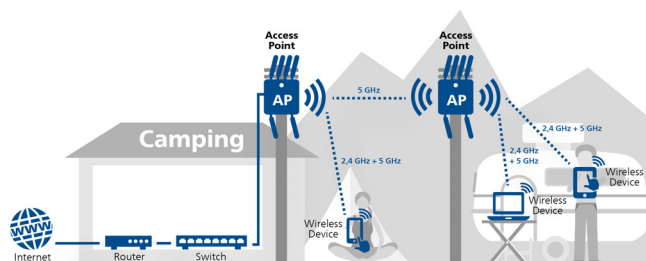 Access
Point
Access
Point
AP
5 GHz
AP
Camping
2,4 GHz + 5 GHz
2,4 GHz + 5 GHz
2,4 GHz
+ 5 GHz
Wireless
Device
Wireless
Device
Wireless
Device
WWW
Internet
Router
Switch